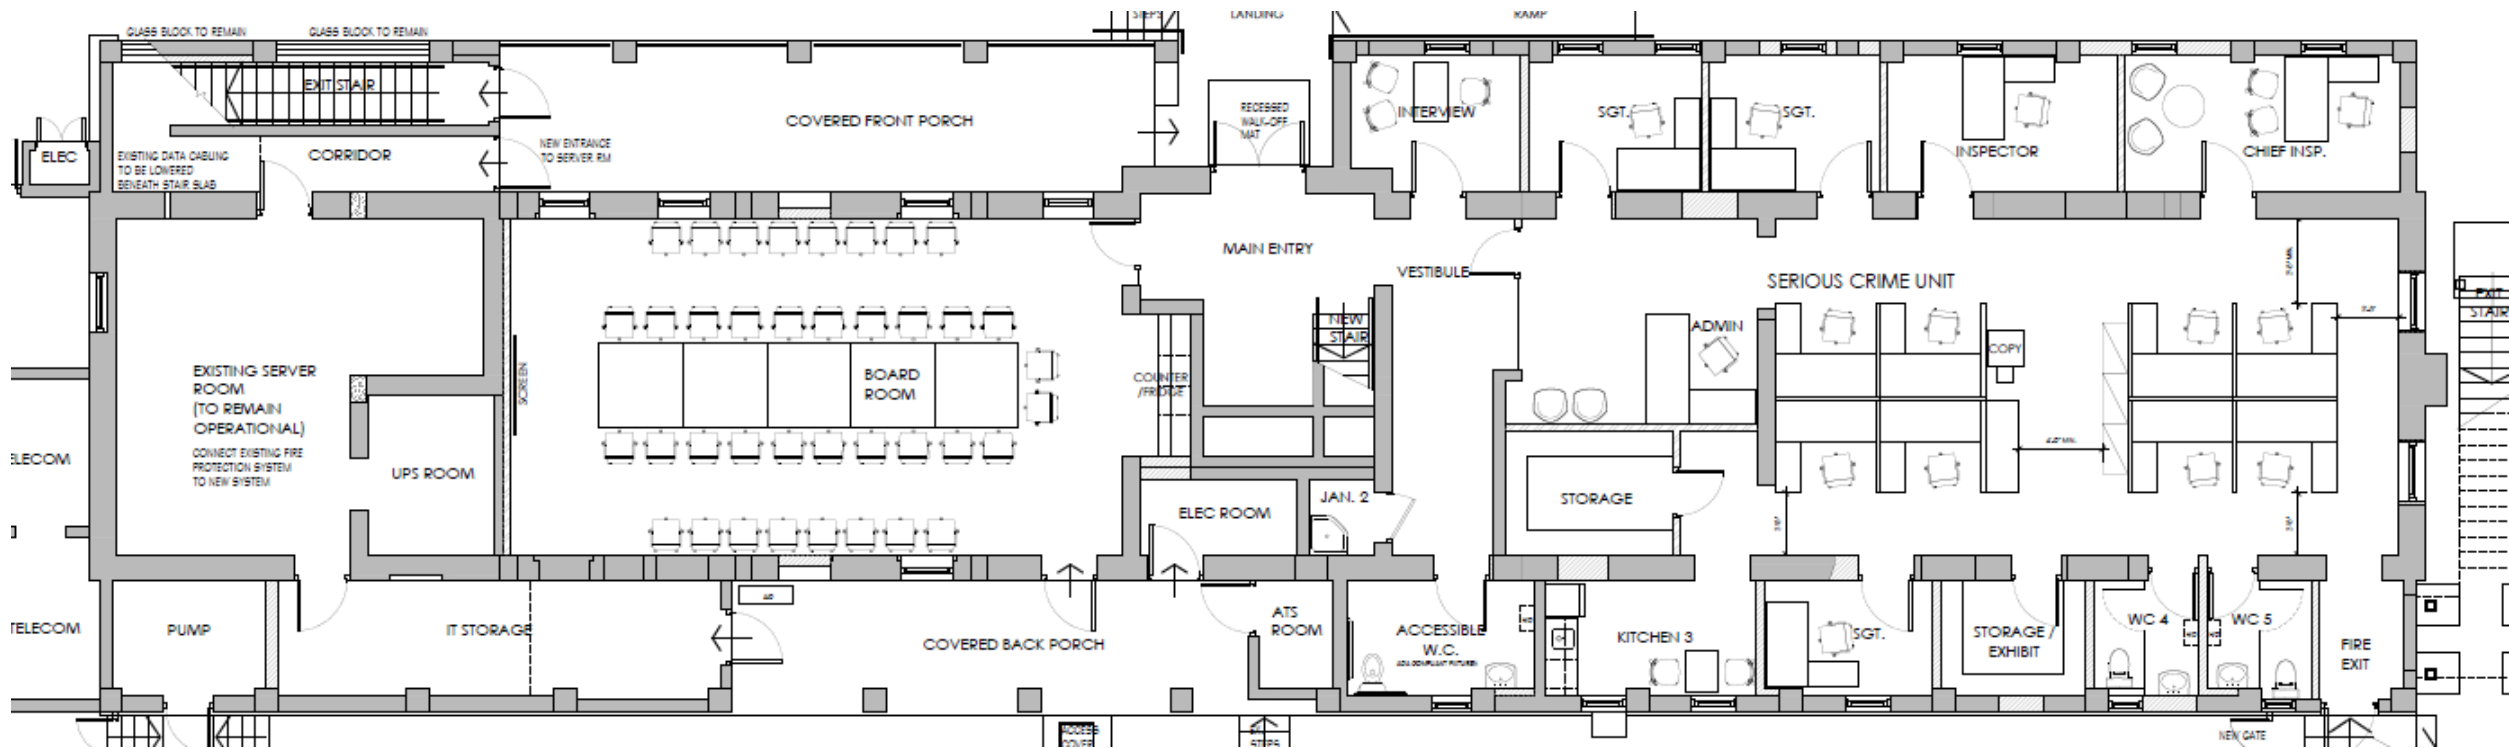 STEPS
LANDING
RAMP
GLASS BLOCK TO REMAIN
GLASS BLOCK TO REMAIN
EXIT STAIR
COVERED FRONT PORCH
RECESSED
WALK-OFF
MAT
INTERVIEW
SGT.
SGT.
INSPECTOR
CHIEF INSP.
ELEC
EXISTING DATA CABLING
TO BE LOWERED
BENEATH STAIR SLAB
CORRIDOR
NEW ENTRANCE
TO SERVER RM
MAIN ENTRY
VESTIBULE
SERIOUS CRIME UNIT
EXIT
STAIR
NEW
STAIR
ADMIN
COPY
EXISTING SERVER
ROOM
(TO REMAIN
OPERATIONAL)
CONNECT EXISTING FIRE
PROTECTION SYSTEM
TO NEW SYSTEM
SCREEN
BOARD
ROOM
COUNTER
/FRIDGE
ELECOM
UPS ROOM
ELEC ROOM
JAN. 2
STORAGE
TELECOM
PUMP
IT STORAGE
COVERED BACK PORCH
ATS
ROOM
ACCESSIBLE
W.C.
KITCHEN 3
SGT.
STORAGE /
EXHIBIT
WC 4
WC 5
FIRE
EXIT
ACCESS
COVER
STEPS
NEW GATE